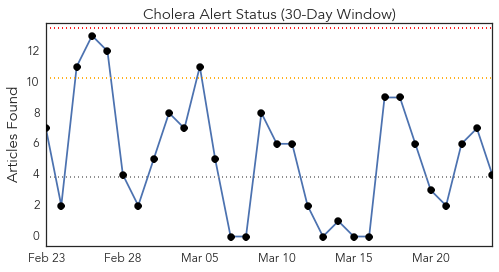 Cholera Alert Status (30-Day Window)
Articles Found
12
10
8
6
4
2
0
Feb 23 Feb 28 Mar 05 Mar 10 Mar 15 Mar 20